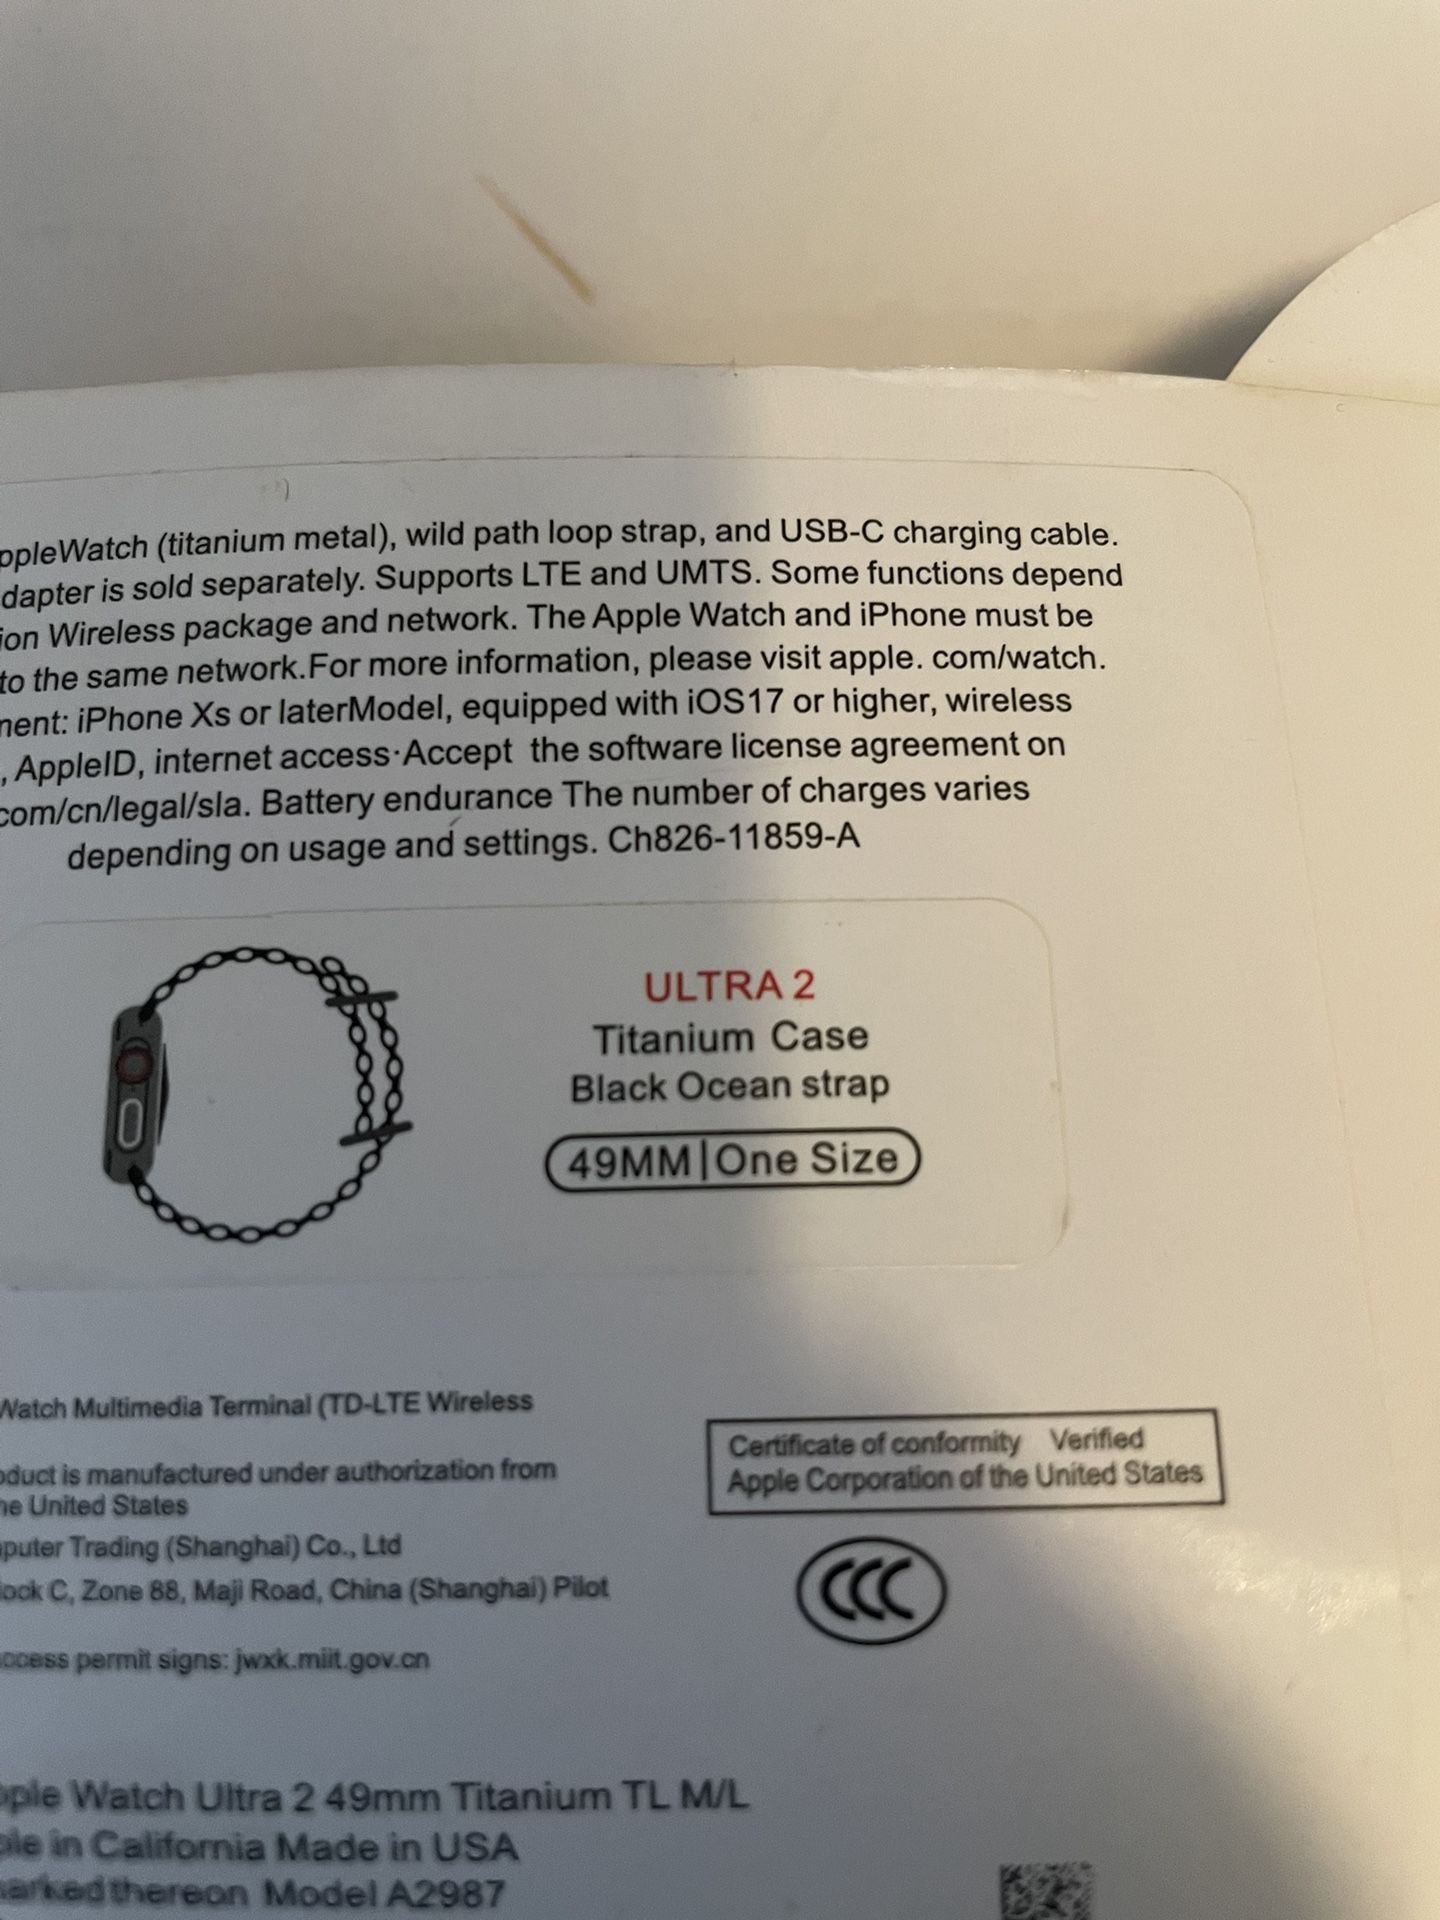 ppleWatch (titanium metal), wild path loop strap, and USB-C charging cable.
dapter is sold separately. Supports LTE and UMTS. Some functions depend
ion Wireless package and network. The Apple Watch and iPhone must be
to the same network.For more information, please visit apple. com/watch.
ment: iPhone Xs or laterModel, equipped with iOS17 or higher, wireless
, AppleID, internet access·Accept the software license agreement on
com/cn/legal/sla. Battery endurance The number of charges varies
depending on usage and settings. Ch826-11859-A
ULTRA 2
Titanium Case
Black Ocean strap
49MM|One Size
Watch Multimedia Terminal (TD-LTE Wireless
Certificate of conformity Verified
Apple Corporation of the United States
oduct is manufactured under authorization from
he United States
puter Trading (Shanghai) Co., Ltd
lock C, Zone 88, Maji Road, China (Shanghai) Pilot
CCC
ccess permit signs: jwxk.miit.gov.cn
pple Watch Ultra 2 49mm Titanium TL M/L
ple in California Made in USA
arked thereon Model A2987